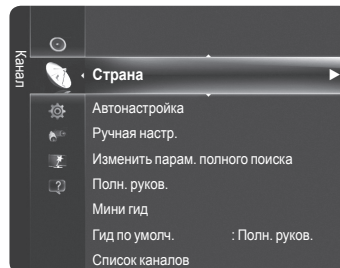 Канал
Страна
Автонастройка
Ручная настр.
Изменить парам. полного поиска
Полн. руков.
Мини гид
Гид по умолч. : Полн. руков.
Список каналов